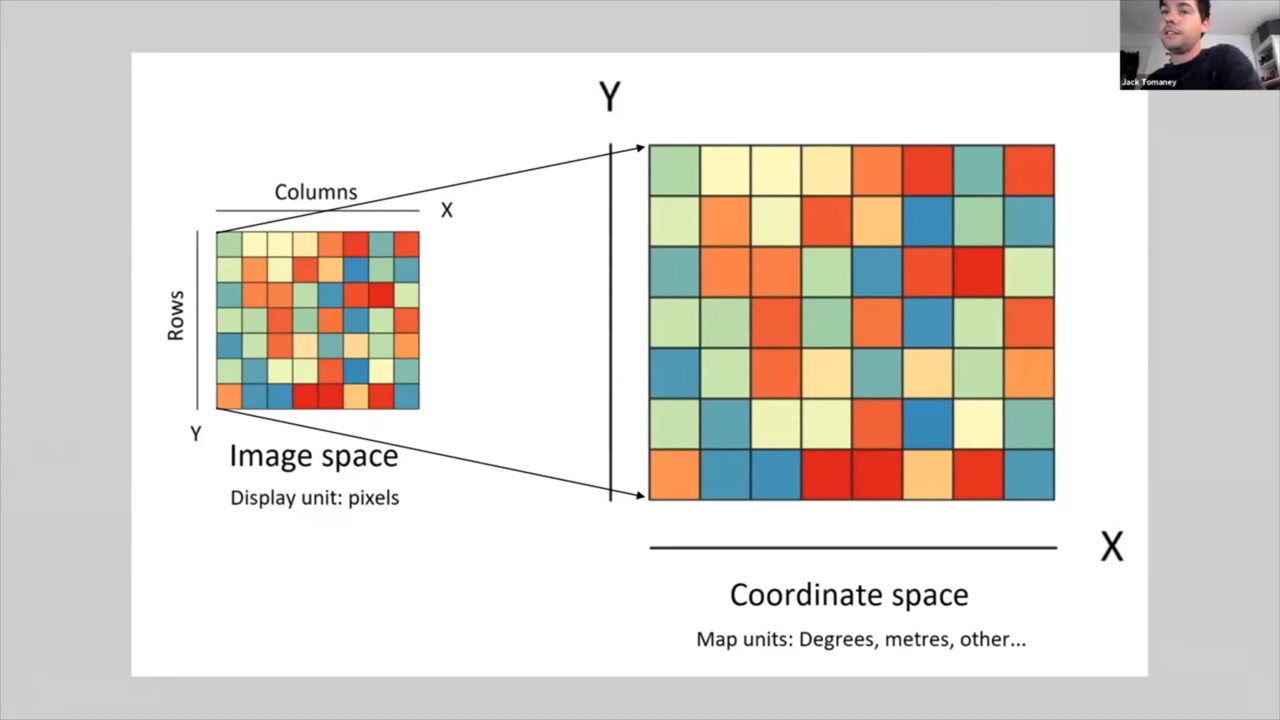 Jack Tomaney
Y
Columns
X
Rows
Y
Image space
Display unit: pixels
X
Coordinate space
Map units: Degrees, metres, other...